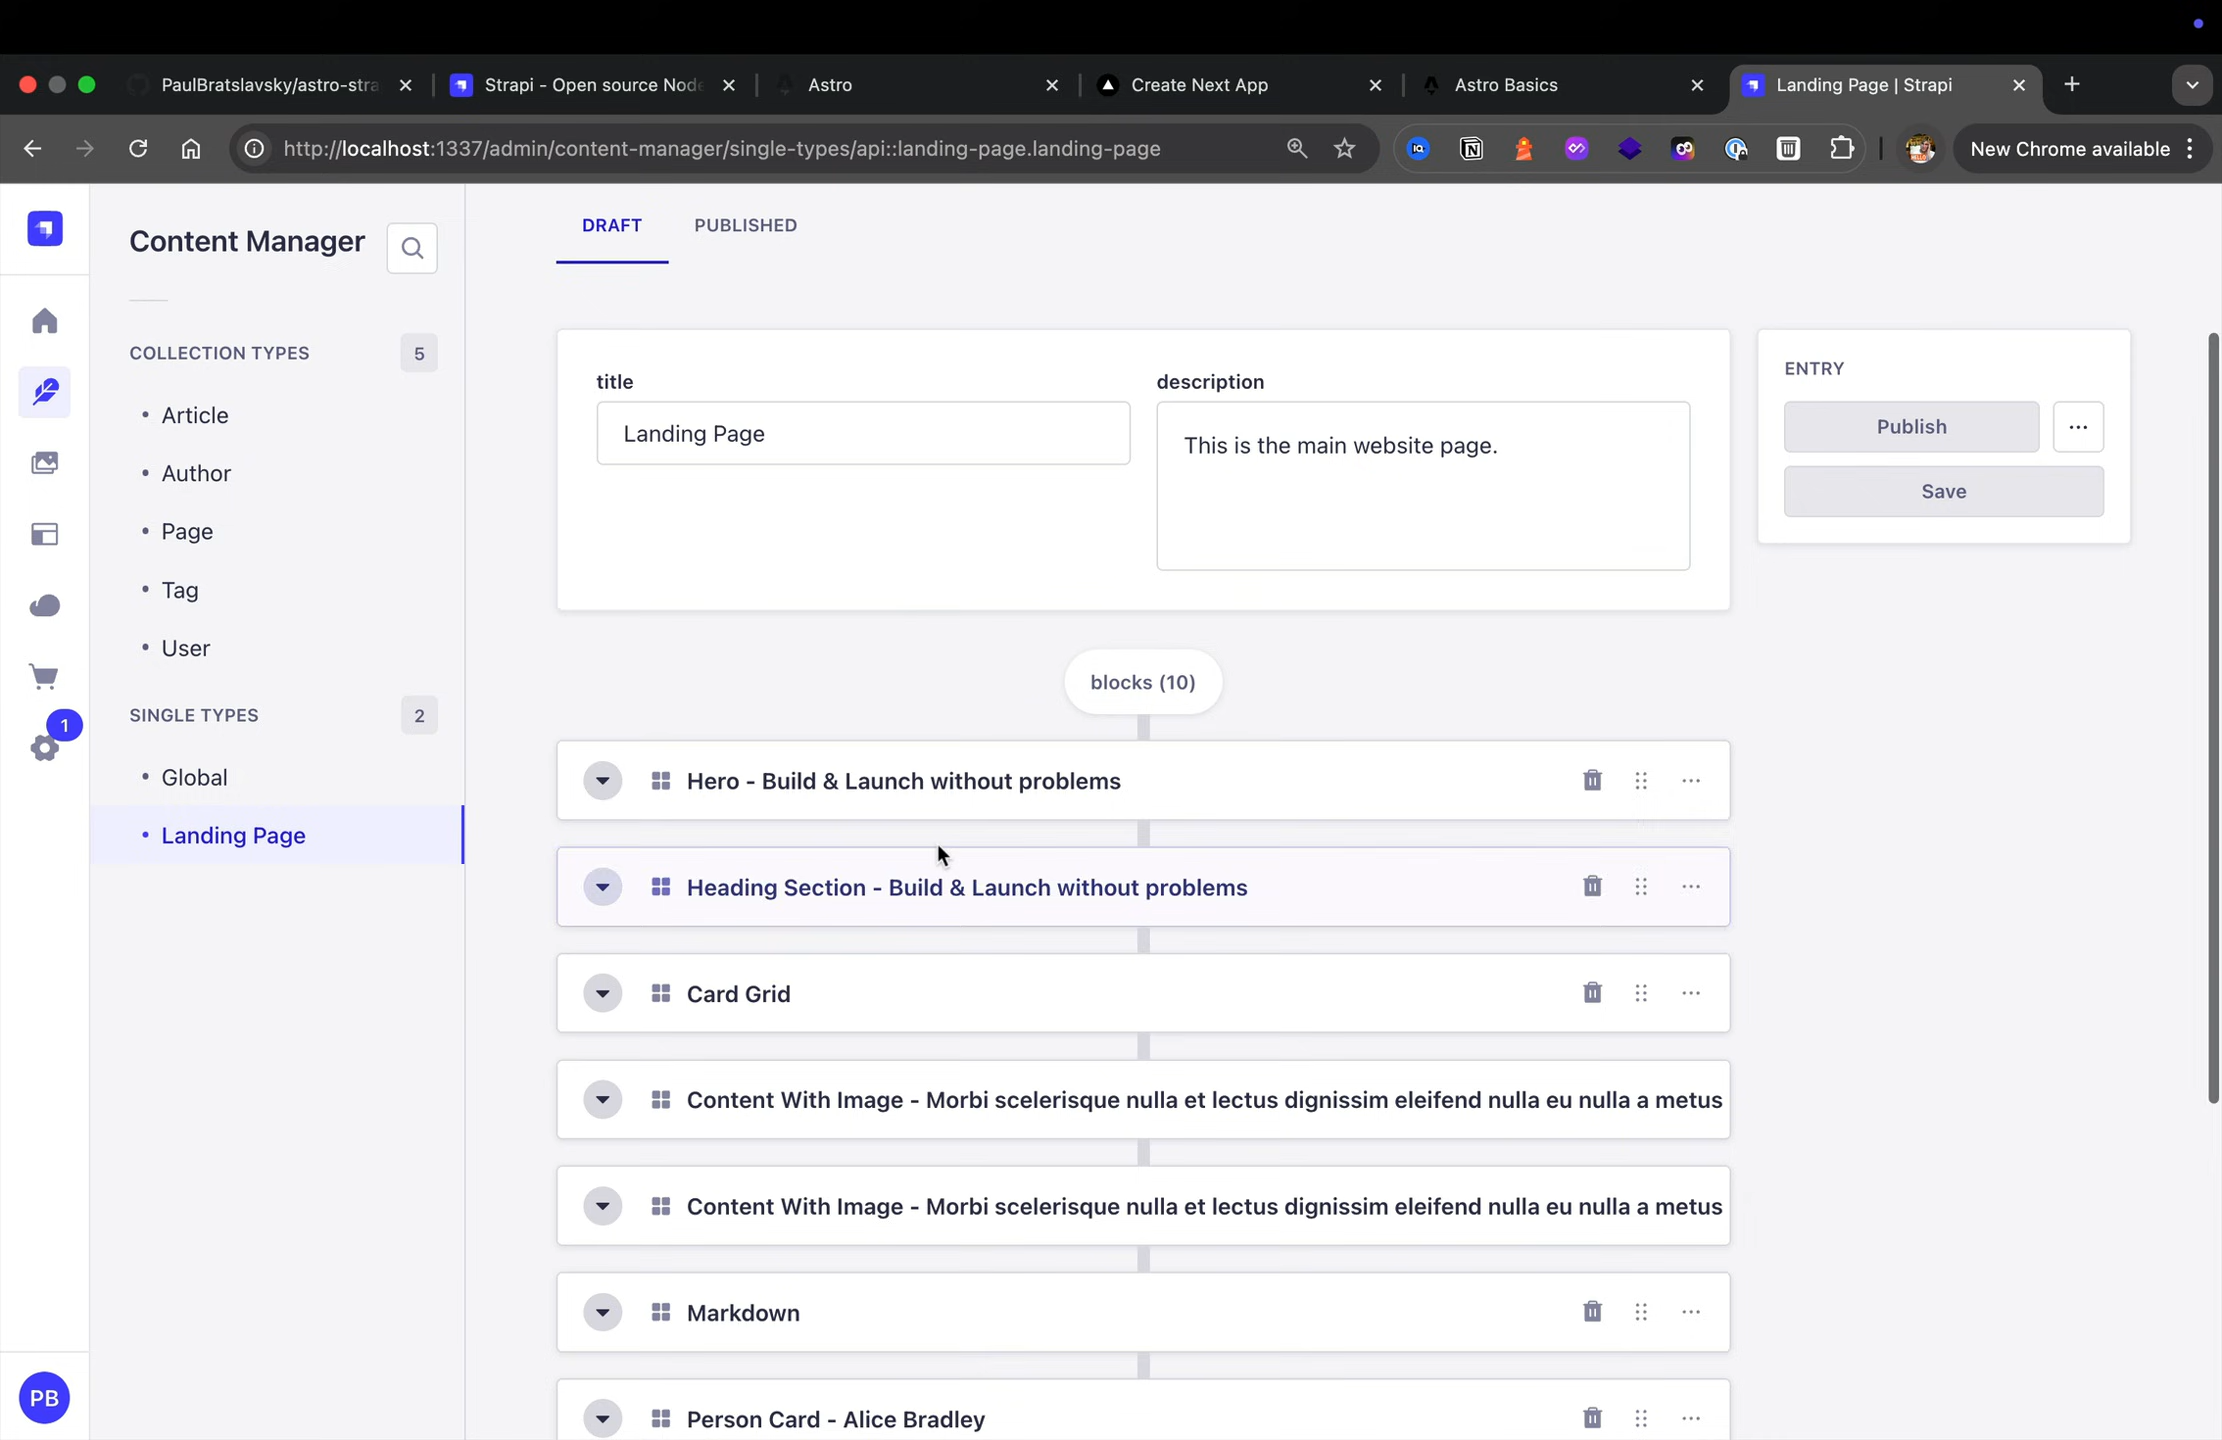 PaulBratslavsky/astro-stra
Strapi - Open source Node
Astro
Create Next App
Astro Basics
Landing Page | Strapi
http://localhost:1337/admin/content-manager/single-types/api::landing-page.landing-page
New Chrome available
Content Manager
COLLECTION TYPES
5
Article
Author
Page
Tag
User
SINGLE TYPES
2
1
Global
Landing Page
PB
DRAFT
PUBLISHED
title
Landing Page
description
This is the main website page.
ENTRY
Publish
Save
blocks (10)
Hero - Build & Launch without problems
Heading Section - Build & Launch without problems
Card Grid
Content With Image - Morbi scelerisque nulla et lectus dignissim eleifend nulla eu nulla a metus
Content With Image - Morbi scelerisque nulla et lectus dignissim eleifend nulla eu nulla a metus
Markdown
Person Card - Alice Bradley